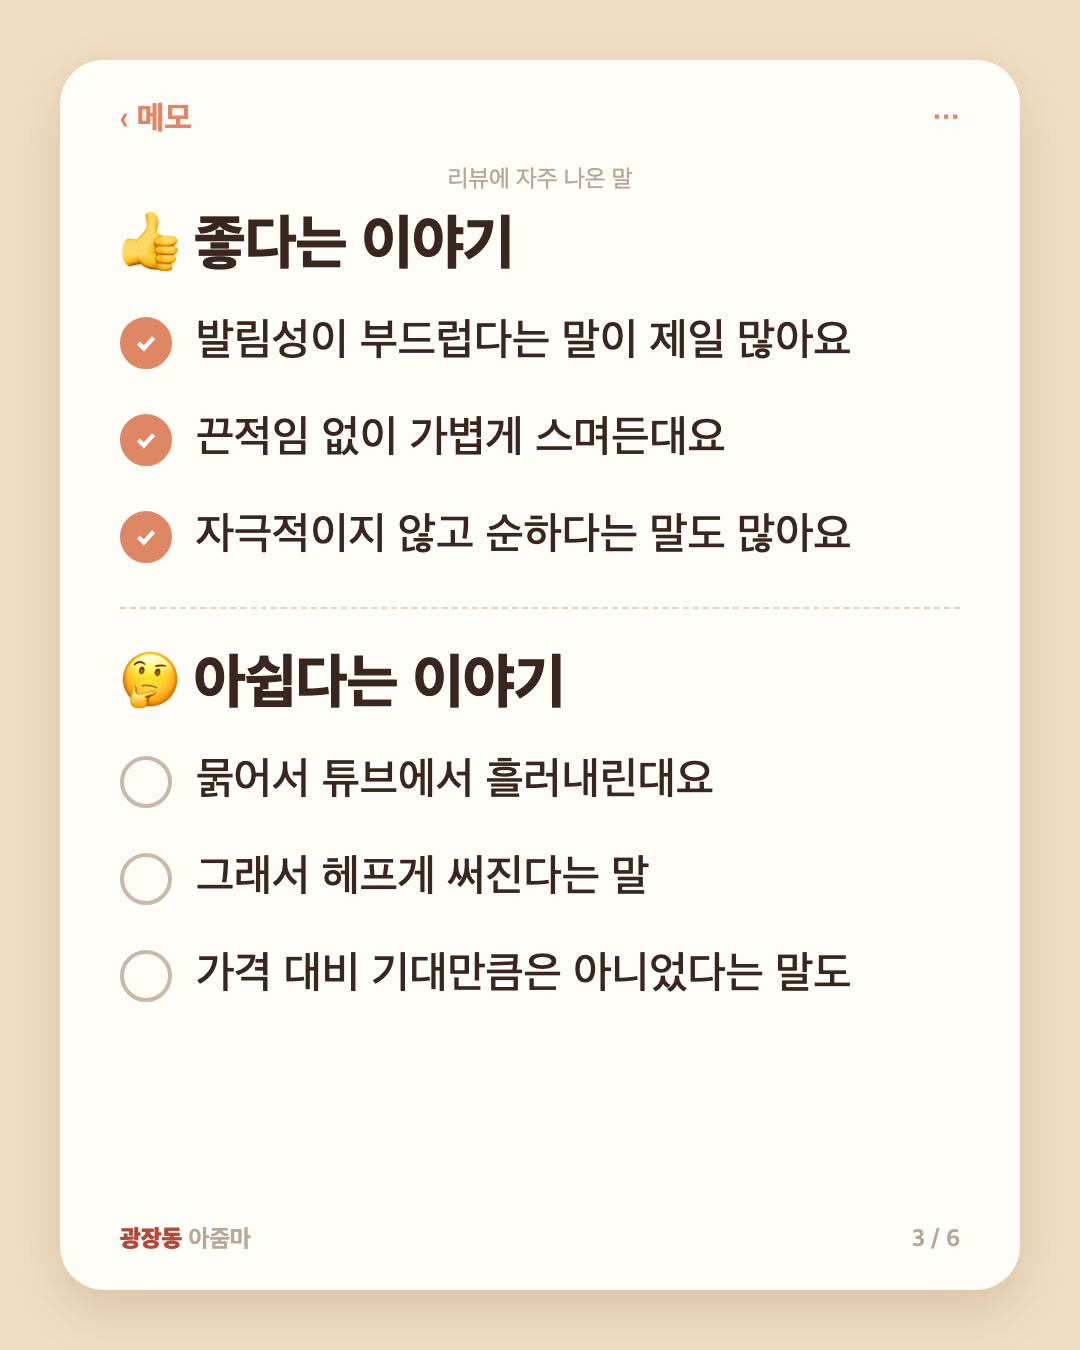 ‹ 메모
···
리뷰에 자주 나온 말
👍 좋다는 이야기
발림성이 부드럽다는 말이 제일 많아요
끈적임 없이 가볍게 스며든대요
자극적이지 않고 순하다는 말도 많아요
🤔 아쉽다는 이야기
묽어서 튜브에서 흘러내린대요
그래서 헤프게 써진다는 말
가격 대비 기대만큼은 아니었다는 말도
광장동 아줌마
3 / 6